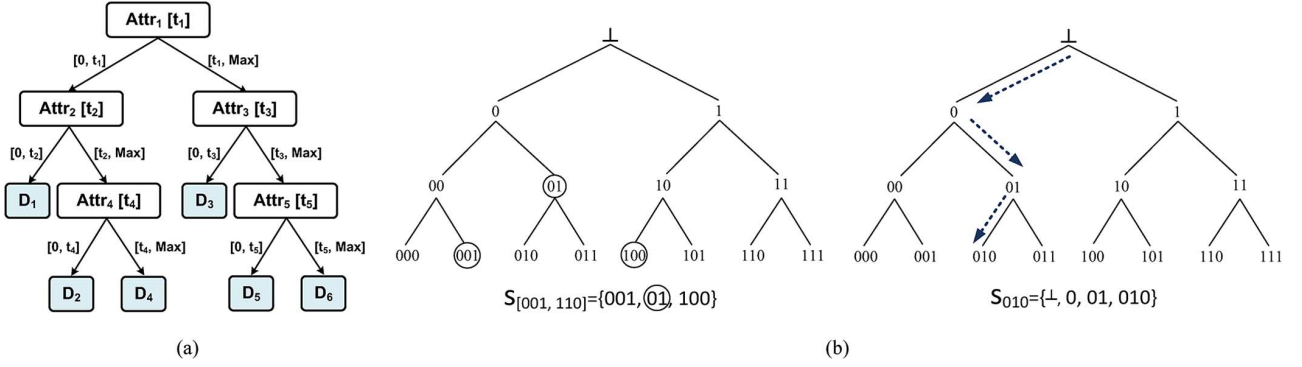 Attr1 [t1]
[0, t1] [t1, Max]
Attr2 [t2] Attr3 [t3]
[0, t2] [t2, Max] [0, t3] [t3, Max]
D1 Attr4 [t4] D3 Attr5 [t5]
[0, t4] [t4, Max] [0, t5] [t5, Max]
D2 D4 D5 D6
(a)
⊥
0 1
00 01 10 11
000 001 010 011 100 101 110 111
S[001, 110]={001, 01, 100}
⊥
0 1
00 01 10 11
000 001 010 011 100 101 110 111
S010={⊥, 0, 01, 010}
(b)